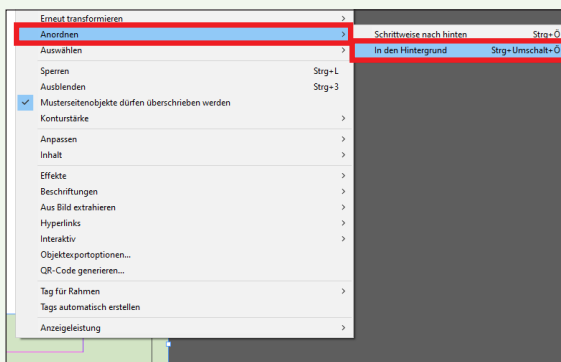 Erneut transformieren
Anordnen
Schrittweise nach hinten Strg+Ö
Auswählen
In den Hintergrund Strg+Umschalt+Ö
Sperren Strg+L
Ausblenden Strg+3
Musterseitenobjekte dürfen überschrieben werden
Konturstärke
Anpassen
Inhalt
Effekte
Beschriftungen
Aus Bild extrahieren
Hyperlinks
Interaktiv
Objektexportoptionen...
QR-Code generieren...
Tag für Rahmen
Tags automatisch erstellen
Anzeigeleistung